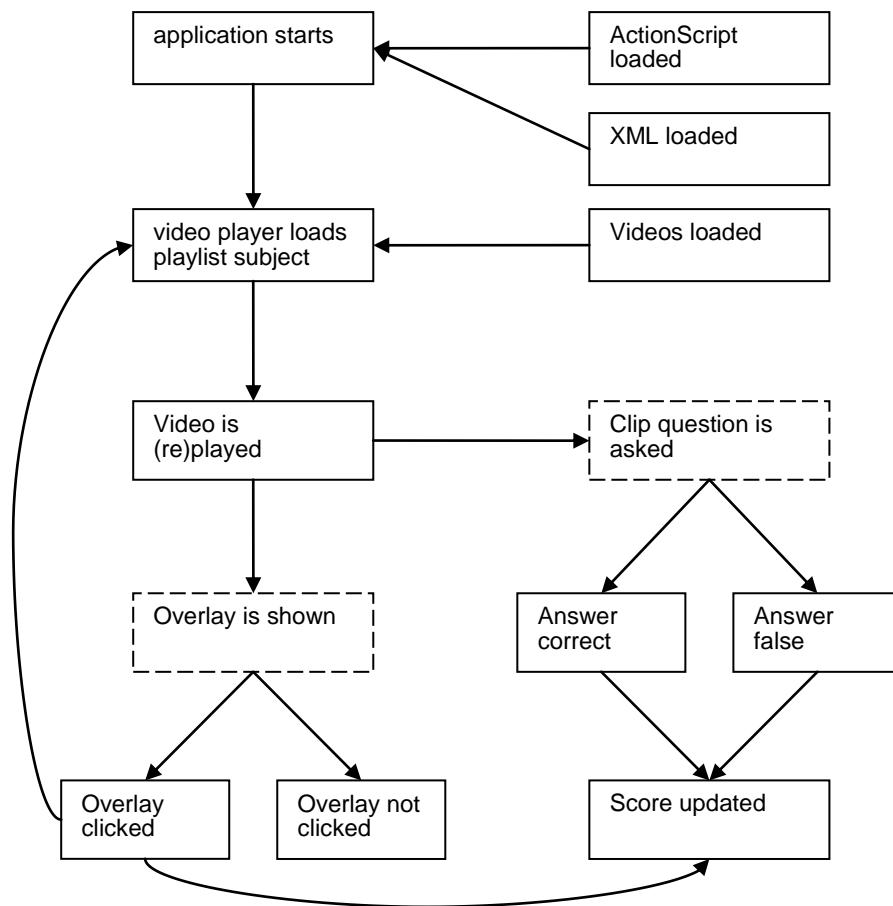 application starts
ActionScript
loaded
XML loaded
video player loads
playlist subject
Videos loaded
Video is
(re)played
Clip question is
asked
Overlay is shown
Answer
correct
Answer
false
Overlay
clicked
Overlay not
clicked
Score updated